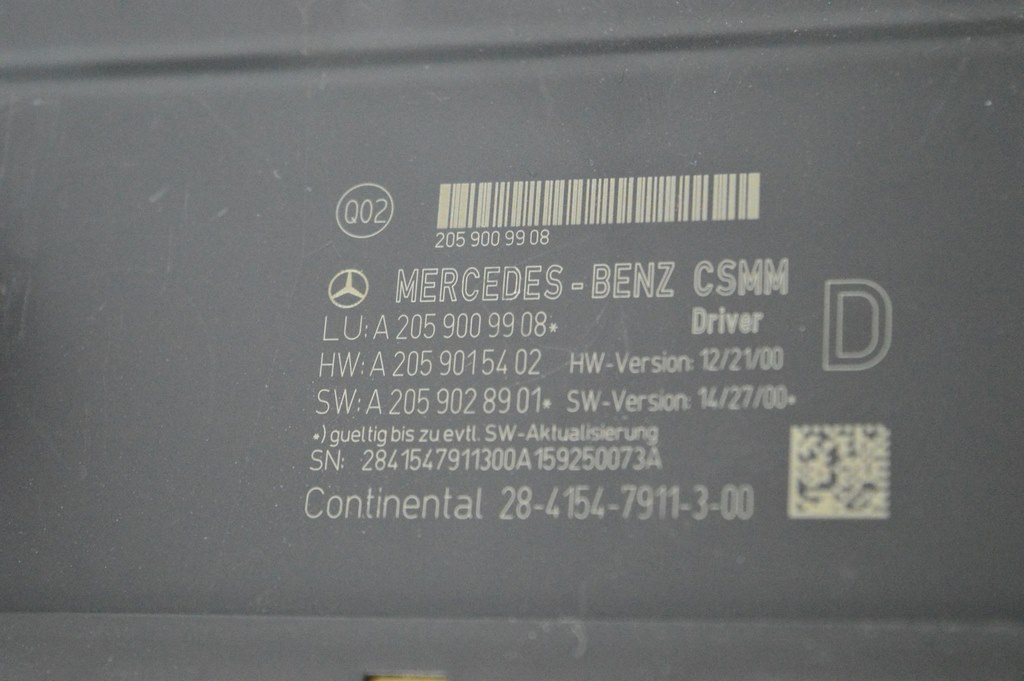 Q02
205 900 99 08
MERCEDES-BENZ CSMM
LU: A 205 900 99 08* Driver D
HW: A 205 901 54 02 HW-Version: 12/21/00
SW: A 205 902 89 01* SW-Version: 14/27/00*
*) gueltig bis zu evtl. SW-Aktualisierung
SN: 2841547911300A159250073A
Continental 28-4154-7911-3-00